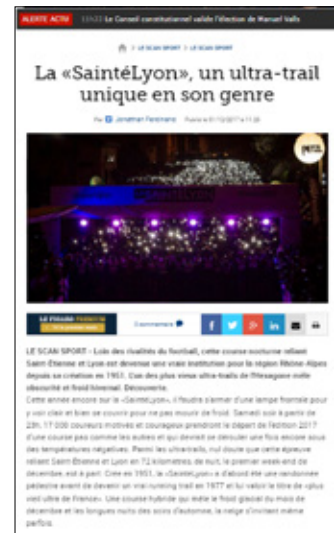 ALERTE ACTU 11h23 Le Conseil constitutionnel valide l'élection de Manuel Valls
> LE SCAN SPORT > LE SCAN SPORT
La «SaintéLyon», un ultra-trail
unique en son genre
Par Jonathan
3 commentaires
LE SCAN SPORT - Loin des rivalités du football, cette course nocturne reliant
Saint-Étienne et Lyon est devenue une vraie institution pour la région Rhône-Alpes
depuis sa création en 1951. L'un des plus vieux ultra-trails de l'Hexagone mêle
obscurité et froid hivernal. Découverte.
Cette année encore sur la «SaintéLyon», il faudra s'armer d'une lampe frontale pour
y voir clair et bien se couvrir pour ne pas mourir de froid. Samedi soir à partir de
23h, 17 000 coureurs motivés et courageux prendront le départ de l'édition 2017
d'une course pas comme les autres et qui devrait se dérouler une fois encore sous
des températures négatives. Parmi les ultratrails, nul doute que cette épreuve
reliant Saint-Étienne et Lyon en 72 kilomètres, de nuit, le premier week-end de
décembre, est à part. Créée en 1951, la «SaintéLyon» a d'abord été une randonnée
pédestre avant de devenir un vrai running trail en 1977 et lui valoir le titre de «plus
vieil ultra de France». Une course hybride qui mêle le froid glacial du mois de
décembre et les longues nuits des soirs d'automne, la neige s'invitant même
parfois.